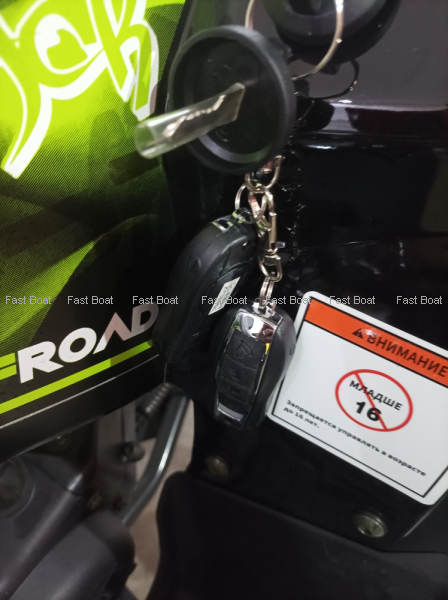 Fast Boat Fast Boat Fast Boat Fast Boat Fast Boat Fast Boat Fast Boat
ROAD
ВНИМАНИЕ
МЛАДШЕ
16
Запрещается управлять в возрасте
до 16 лет.